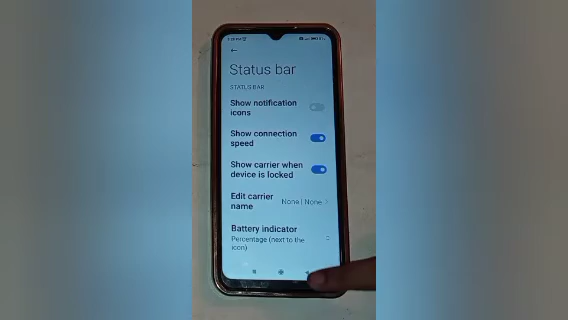 Status bar
STATUS BAR
Show notification
icons
Show connection
speed
Show carrier when
device is locked
Edit carrier
name
None | None
Battery indicator
Percentage (next to the
icon)